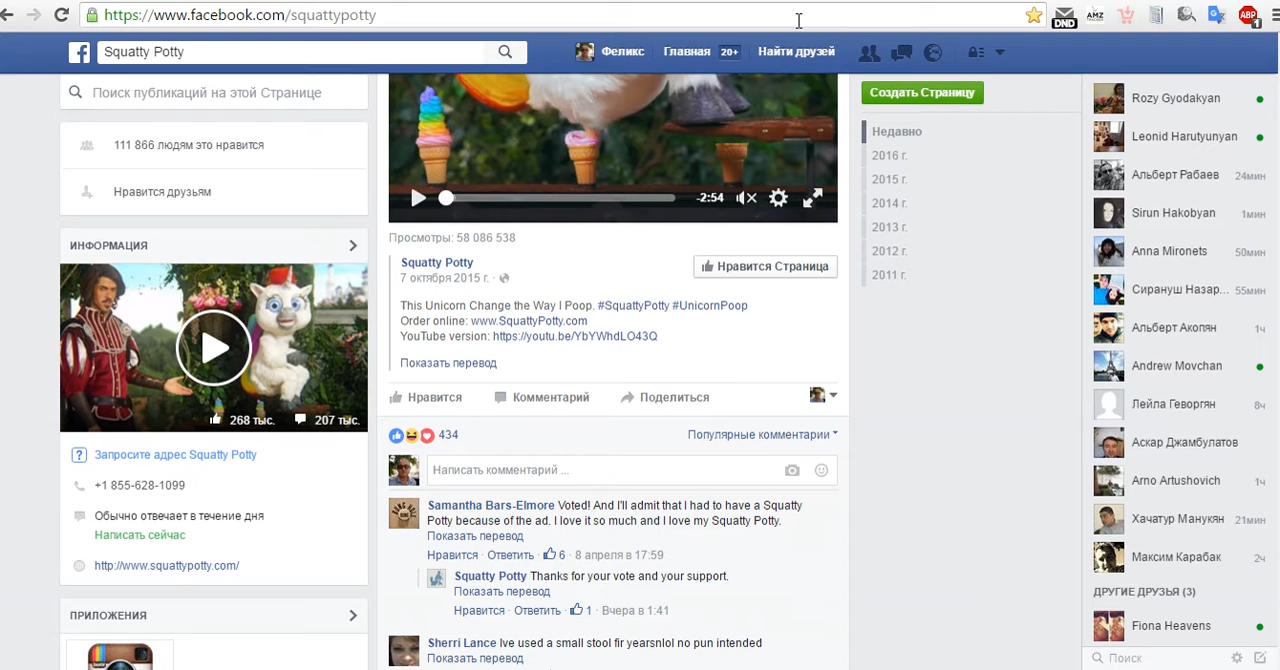 https://www.facebook.com/squattypotty
DND
AMZ
TRACKER
ABP
1
Squatty Potty
Феликс
Главная 20+
Найти друзей
Поиск публикаций на этой Странице
111 866 людям это нравится
Нравится друзьям
ИНФОРМАЦИЯ
268 тыс. 207 тыс.
Запросите адрес Squatty Potty
+1 855-628-1099
Обычно отвечает в течение дня
Написать сейчас
http://www.squattypotty.com/
ПРИЛОЖЕНИЯ
-2:54
Просмотры: 58 086 538
Squatty Potty
7 октября 2015 г. ·
Нравится Страница
This Unicorn Change the Way I Poop. #SquattyPotty #UnicornPoop
Order online: www.SquattyPotty.com
YouTube version: https://youtu.be/YbYWhdLO43Q
Показать перевод
Нравится Комментарий Поделиться
434
Популярные комментарии
Написать комментарий ...
Samantha Bars-Elmore Voted! And I'll admit that I had to have a Squatty
Potty because of the ad. I love it so much and I love my Squatty Potty.
Показать перевод
Нравится · Ответить · 6 · 8 апреля в 17:59
Squatty Potty Thanks for your vote and your support.
Показать перевод
Нравится · Ответить · 1 · Вчера в 1:41
Sherri Lance Ive used a small stool fir yearsnlol no pun intended
Показать перевод
Создать Страницу
Недавно
2016 г.
2015 г.
2014 г.
2013 г.
2012 г.
2011 г.
Rozy Gyodakyan
Leonid Harutyunyan
Альберт Рабаев 24мин
Sirun Hakobyan 1мин
Anna Mironets 50мин
Сирануш Назар... 55мин
Альберт Акопян 1ч
Andrew Movchan
Лейла Геворгян 8ч
Аскар Джамбулатов
Arno Artushovich 1ч
Хачатур Манукян 21мин
Максим Карабак 2ч
ДРУГИЕ ДРУЗЬЯ (3)
Fiona Heavens
Поиск